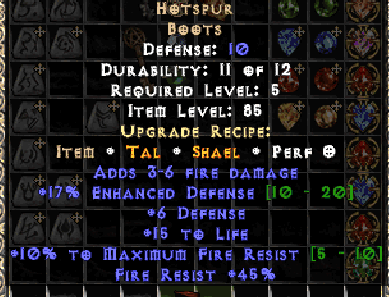 Hotspur
Boots
Defense: 10
Durability: 11 of 12
Required Level: 5
Item Level: 85
Upgrade Recipe:
Item + Tal + Shael + Perf
Adds 3-6 fire damage
+17% Enhanced Defense [10 - 20]
+6 Defense
+15 to Life
+10% to Maximum Fire Resist [5 - 10]
Fire Resist +45%